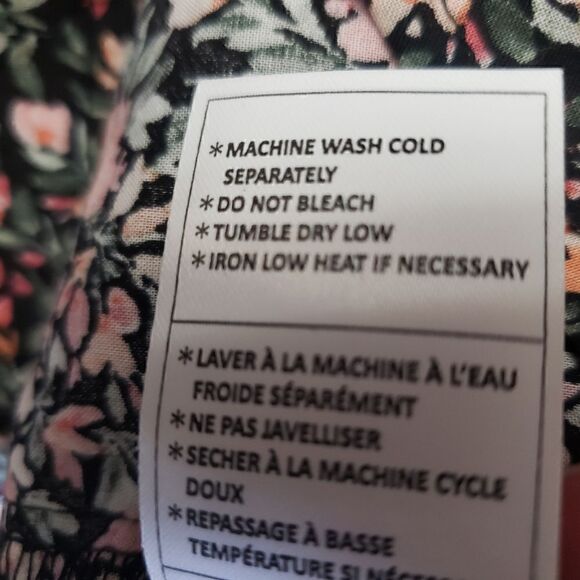 *MACHINE WASH COLD
SEPARATELY
*DO NOT BLEACH
*TUMBLE DRY LOW
*IRON LOW HEAT IF NECESSARY
*LAVER À LA MACHINE À L'EAU
FROIDE SÉPARÉMENT
*NE PAS JAVELLISER
*SECHER À LA MACHINE CYCLE
DOUX
*REPASSAGE À BASSE
TEMPÉRATURE SI